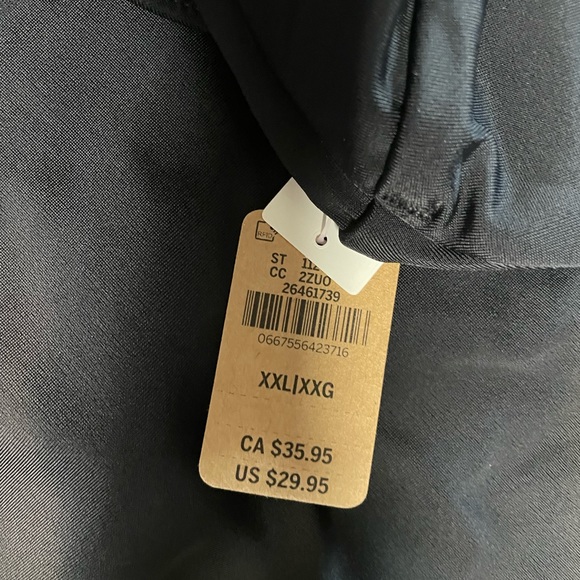 ST
CC 2ZUO
26461739
0667556423716
XXL|XXG
CA $35.95
US $29.95